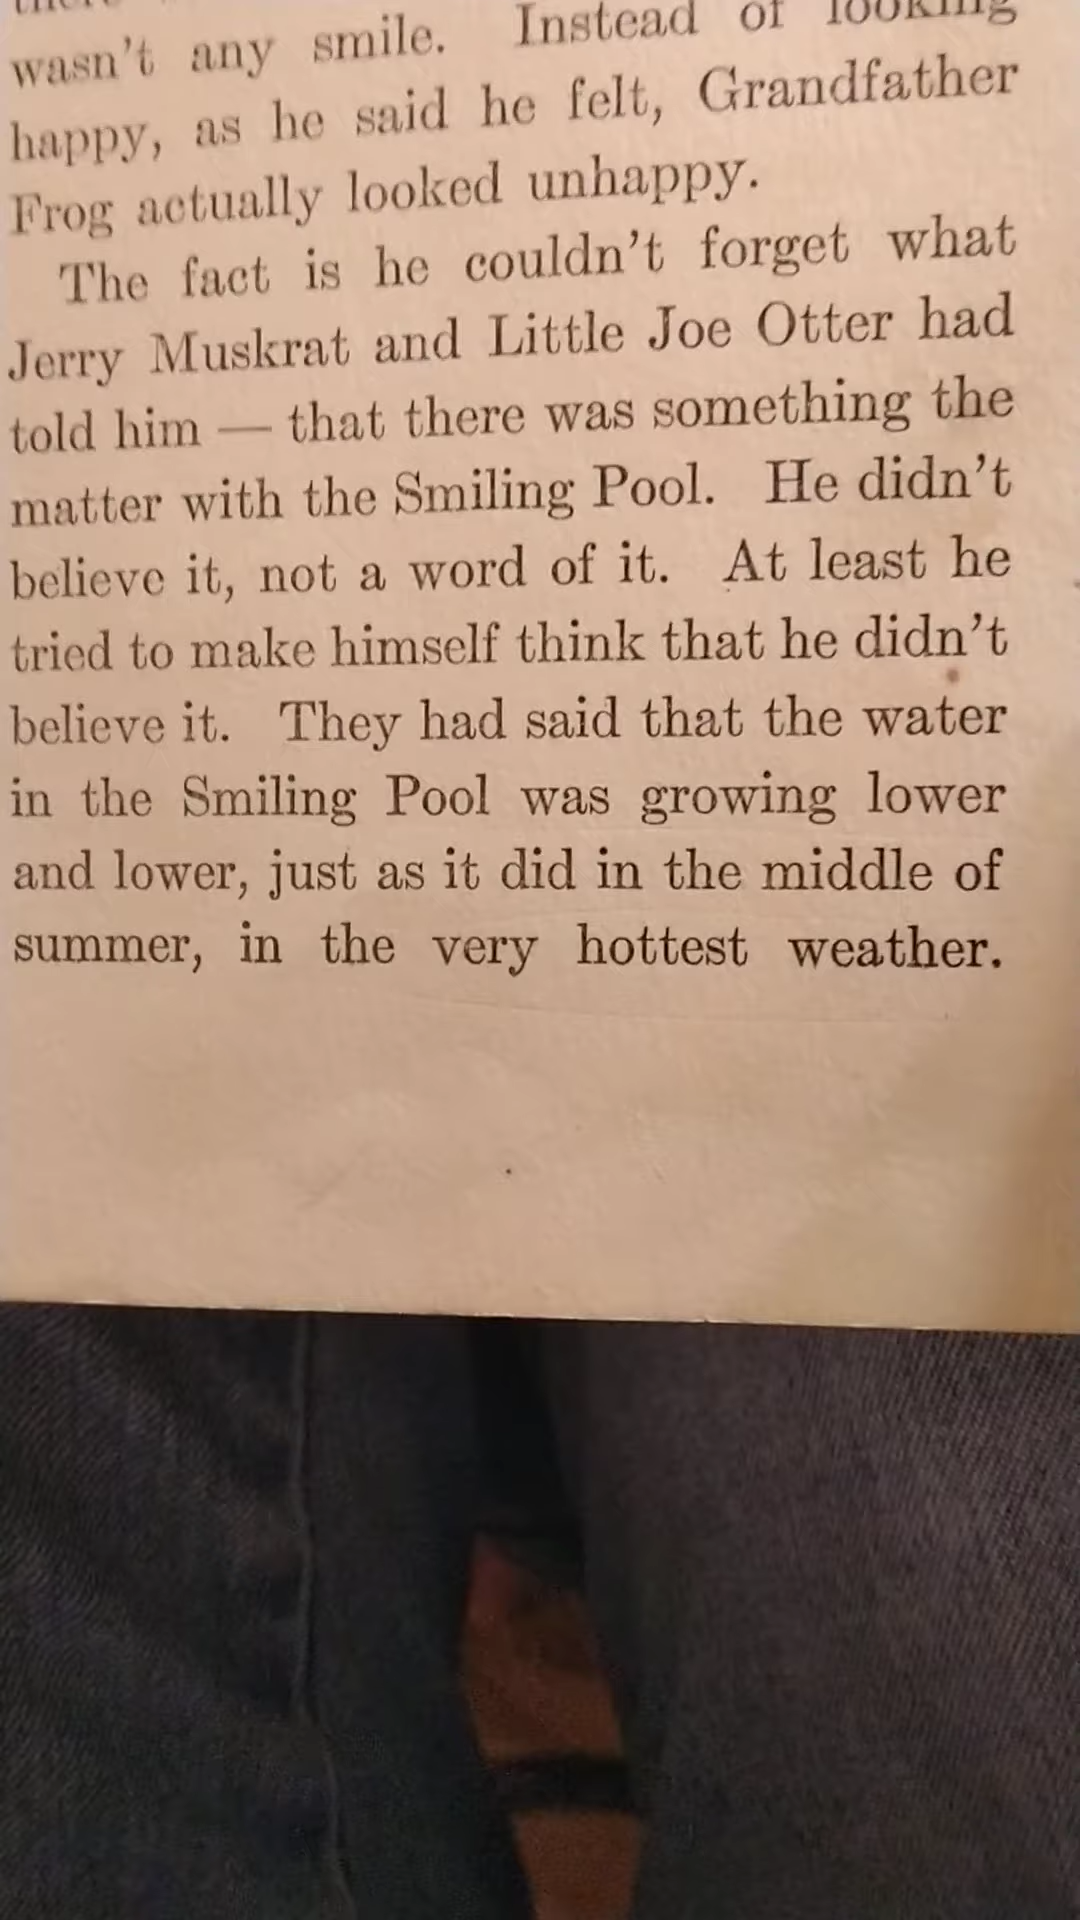 wasn't any smile. Instead of looking
happy, as he said he felt, Grandfather
Frog actually looked unhappy.
The fact is he couldn't forget what
Jerry Muskrat and Little Joe Otter had
told him — that there was something the
matter with the Smiling Pool. He didn't
believe it, not a word of it. At least he
tried to make himself think that he didn't
believe it. They had said that the water
in the Smiling Pool was growing lower
and lower, just as it did in the middle of
summer, in the very hottest weather.